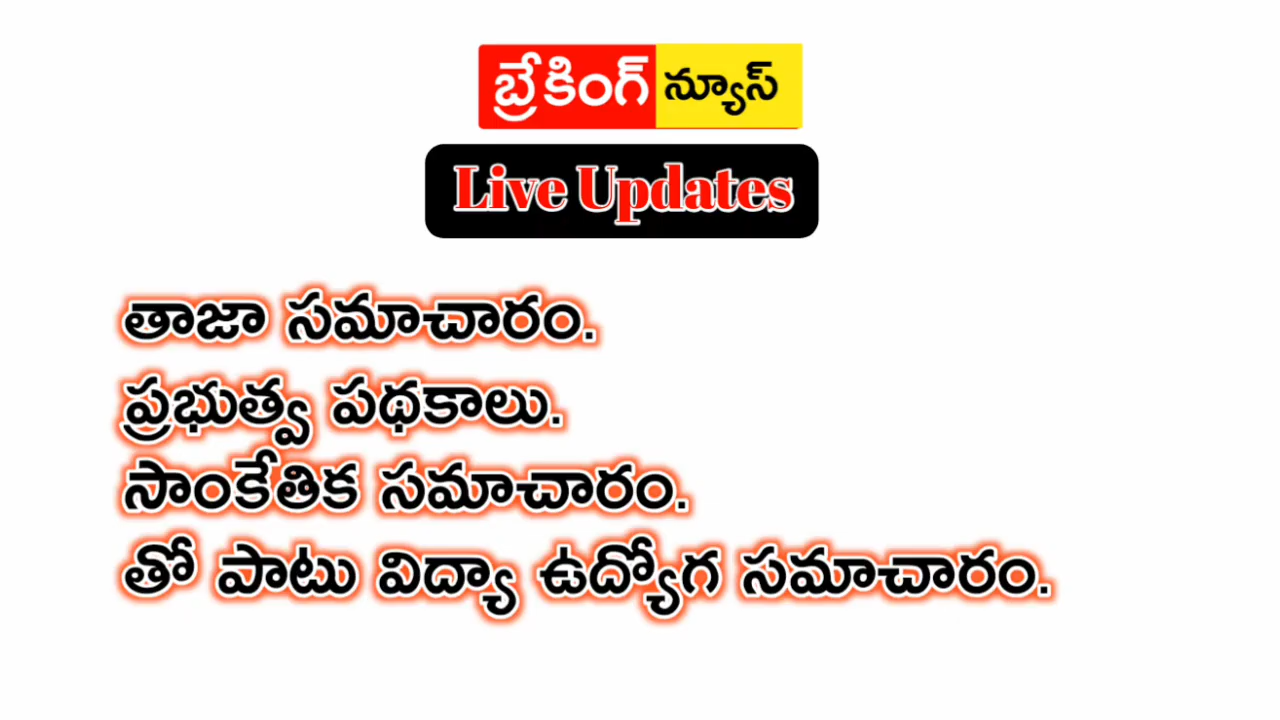 బ్రేకింగ్ న్యూస్
Live Updates
తాజా సమాచారం.
ప్రభుత్వ పథకాలు.
సాంకేతిక సమాచారం.
తో పాటు విద్యా ఉద్యోగ సమాచారం.